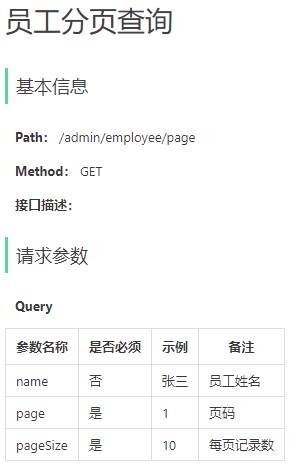 员工分页查询
基本信息
Path: /admin/employee/page
Method: GET
接口描述:
请求参数
Query
参数名称 是否必须 示例 备注
name 否 张三 员工姓名
page 是 1 页码
pageSize 是 10 每页记录数